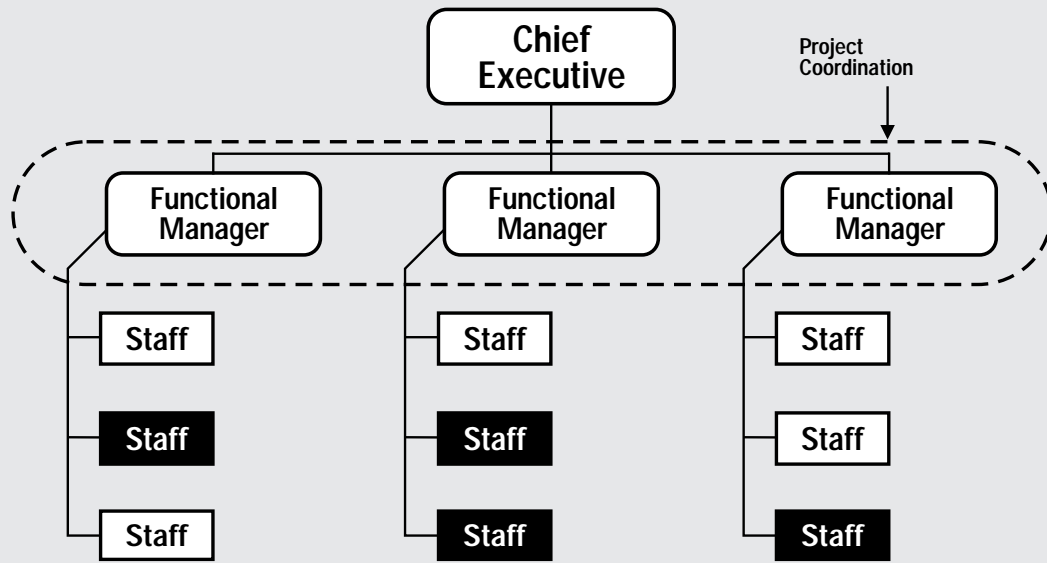 Chief
Executive
Project
Coordination
Functional
Manager
Functional
Manager
Functional
Manager
Staff
Staff
Staff
Staff
Staff
Staff
Staff
Staff
Staff